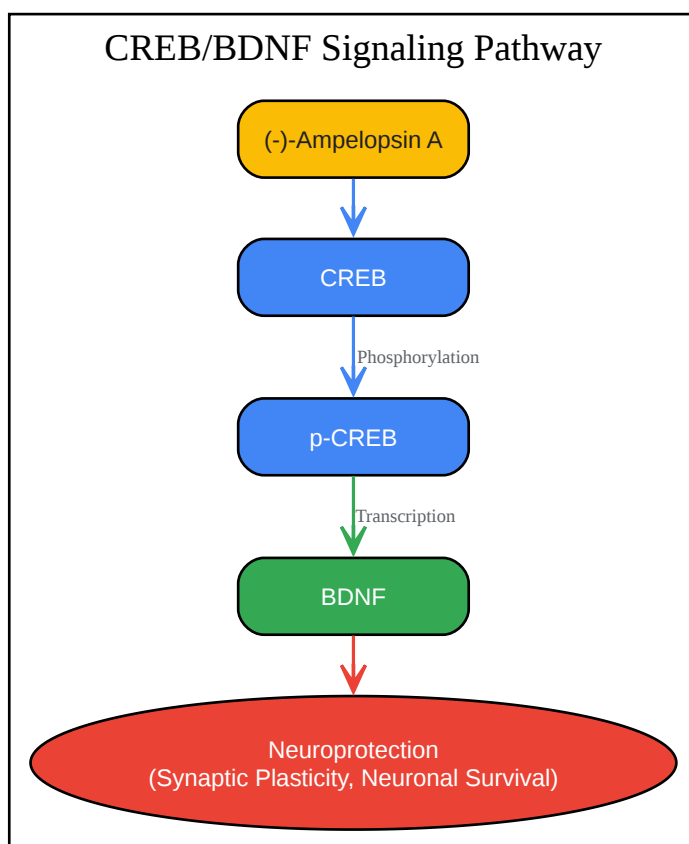 CREB/BDNF Signaling Pathway
(-)-Ampelopsin A
CREB
Phosphorylation
p-CREB
Transcription
BDNF
Neuroprotection
(Synaptic Plasticity, Neuronal Survival)